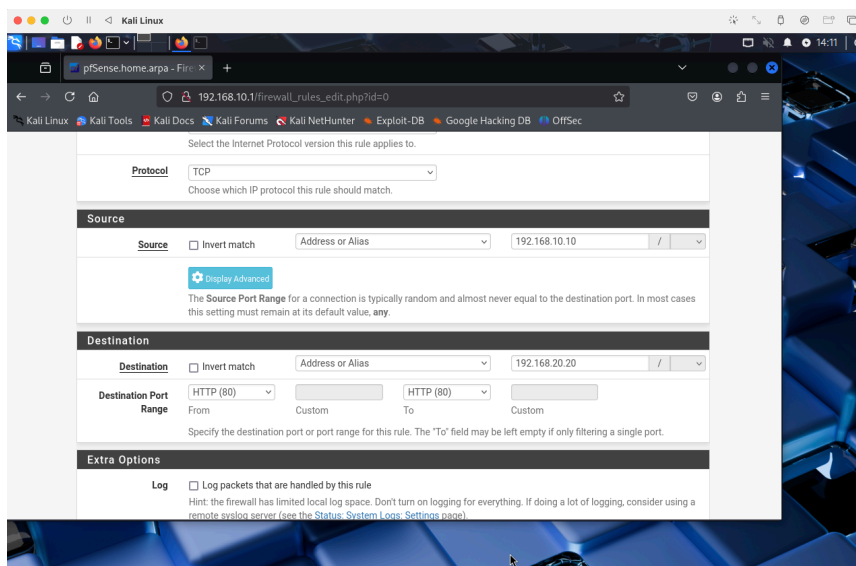 Kali Linux
14:11
pfSense.home.arpa - Fire
192.168.10.1/firewall_rules_edit.php?id=0
Kali Linux Kali Tools Kali Docs Kali Forums Kali NetHunter Exploit-DB Google Hacking DB OffSec
Select the Internet Protocol version this rule applies to.
Protocol TCP
Choose which IP protocol this rule should match.
Source
Source Invert match Address or Alias 192.168.10.10 /
Display Advanced
The Source Port Range for a connection is typically random and almost never equal to the destination port. In most cases
this setting must remain at its default value, any.
Destination
Destination Invert match Address or Alias 192.168.20.20 /
Destination Port Range HTTP (80) HTTP (80)
From Custom To Custom
Specify the destination port or port range for this rule. The "To" field may be left empty if only filtering a single port.
Extra Options
Log Log packets that are handled by this rule
Hint: the firewall has limited local log space. Don't turn on logging for everything. If doing a lot of logging, consider using a
remote syslog server (see the Status: System Logs: Settings page).